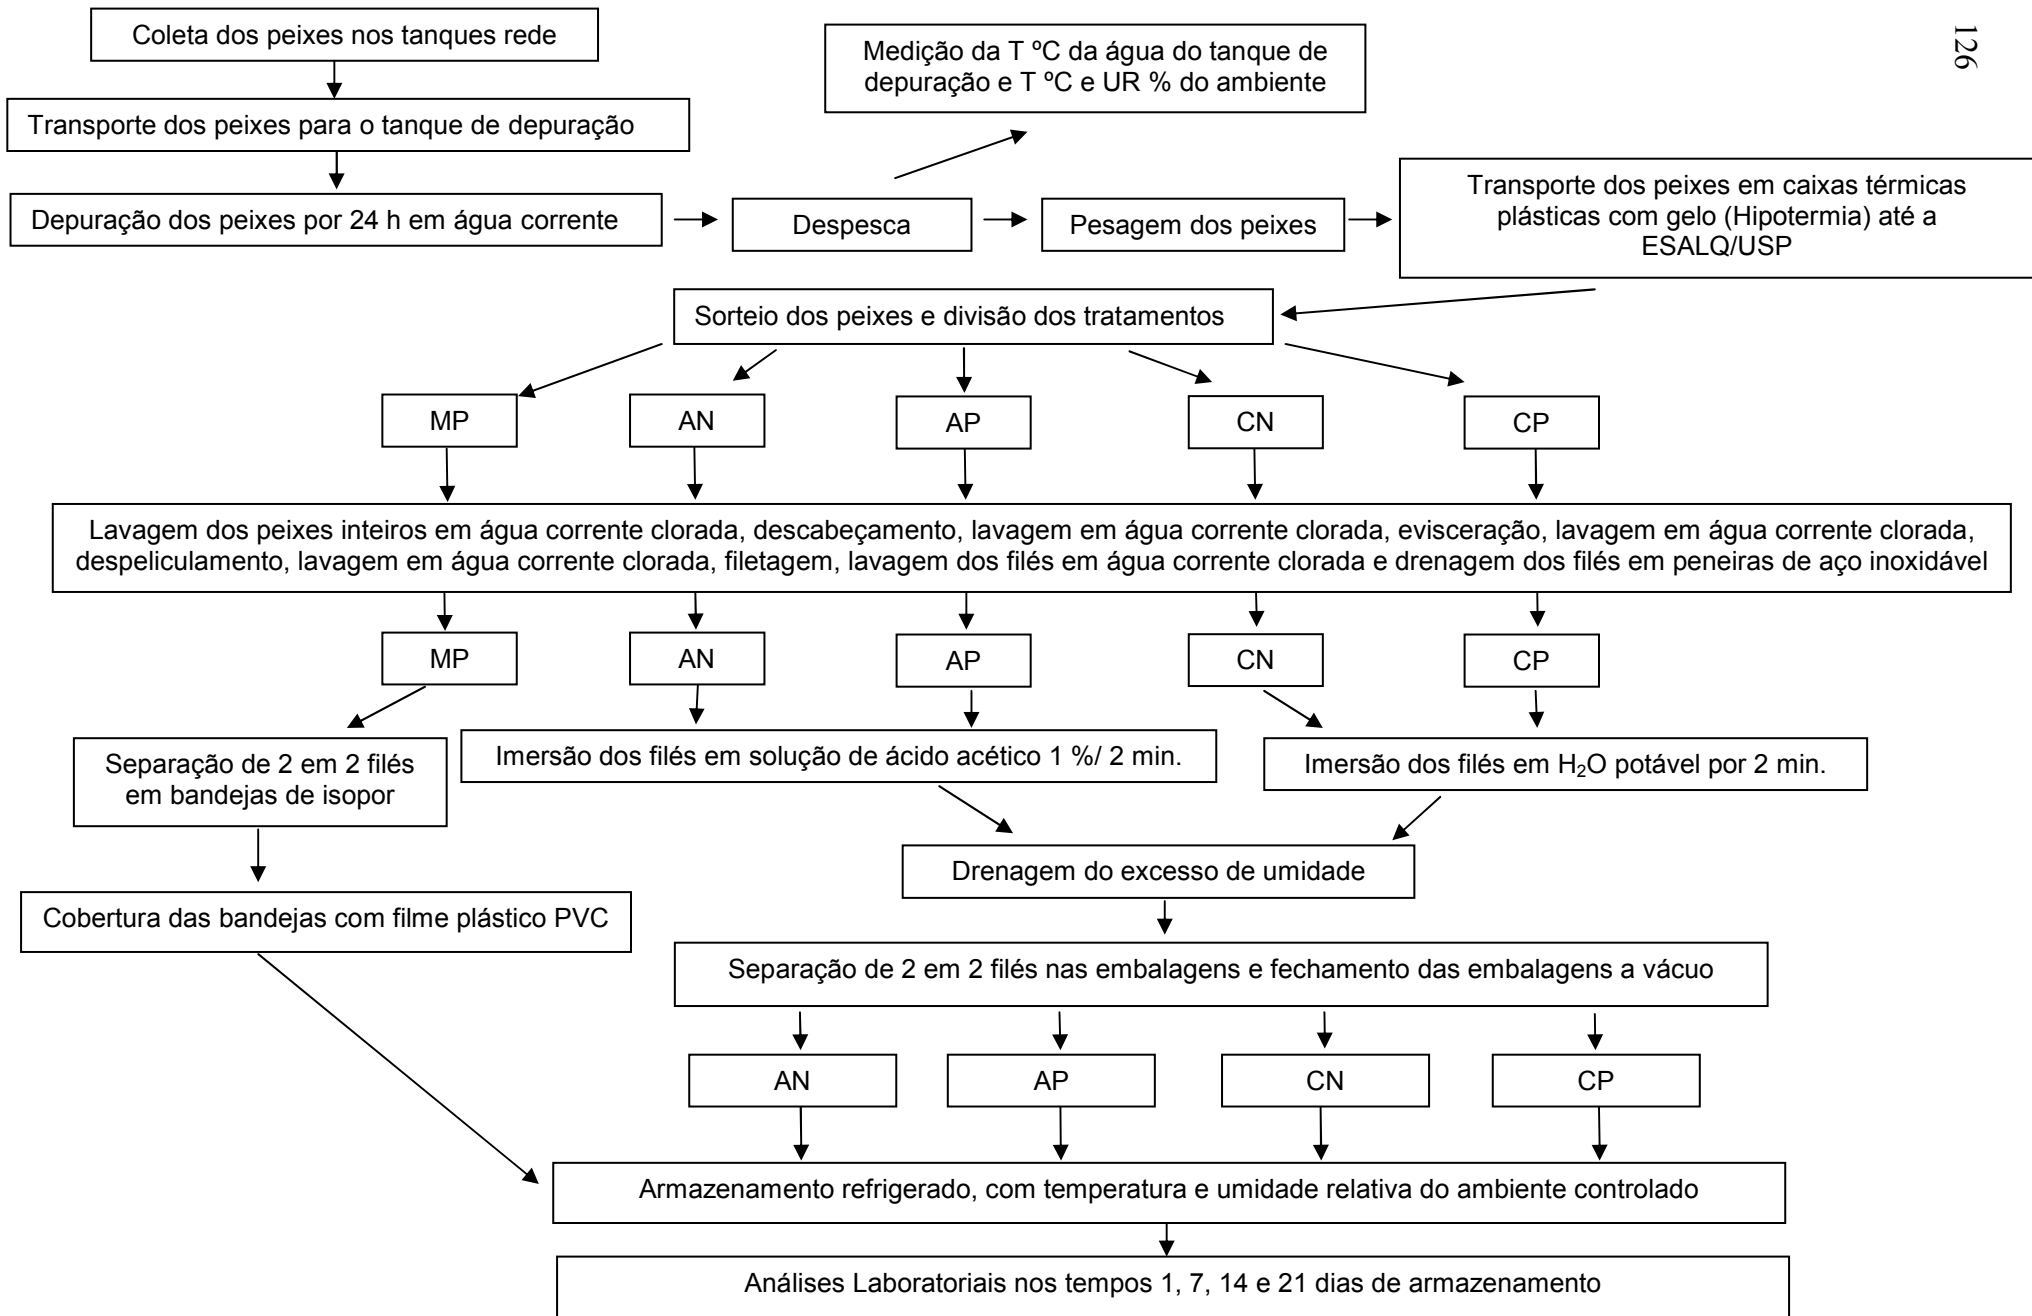 126
Coleta dos peixes nos tanques rede
Medição da T ºC da água do tanque de
depuração e T ºC e UR % do ambiente
Transporte dos peixes para o tanque de depuração
Depuração dos peixes por 24 h em água corrente
Despesca
Pesagem dos peixes
Transporte dos peixes em caixas térmicas
plásticas com gelo (Hipotermia) até a
ESALQ/USP
Sorteio dos peixes e divisão dos tratamentos
MP
AN
AP
CN
CP
Lavagem dos peixes inteiros em água corrente clorada, descabeçamento, lavagem em água corrente clorada, evisceração, lavagem em água corrente clorada,
despeliculamento, lavagem em água corrente clorada, filetagem, lavagem dos filés em água corrente clorada e drenagem dos filés em peneiras de aço inoxidável
MP
AN
AP
CN
CP
Separação de 2 em 2 filés
em bandejas de isopor
Imersão dos filés em solução de ácido acético 1 %/ 2 min.
Imersão dos filés em H₂O potável por 2 min.
Drenagem do excesso de umidade
Cobertura das bandejas com filme plástico PVC
Separação de 2 em 2 filés nas embalagens e fechamento das embalagens a vácuo
AN
AP
CN
CP
Armazenamento refrigerado, com temperatura e umidade relativa do ambiente controlado
Análises Laboratoriais nos tempos 1, 7, 14 e 21 dias de armazenamento